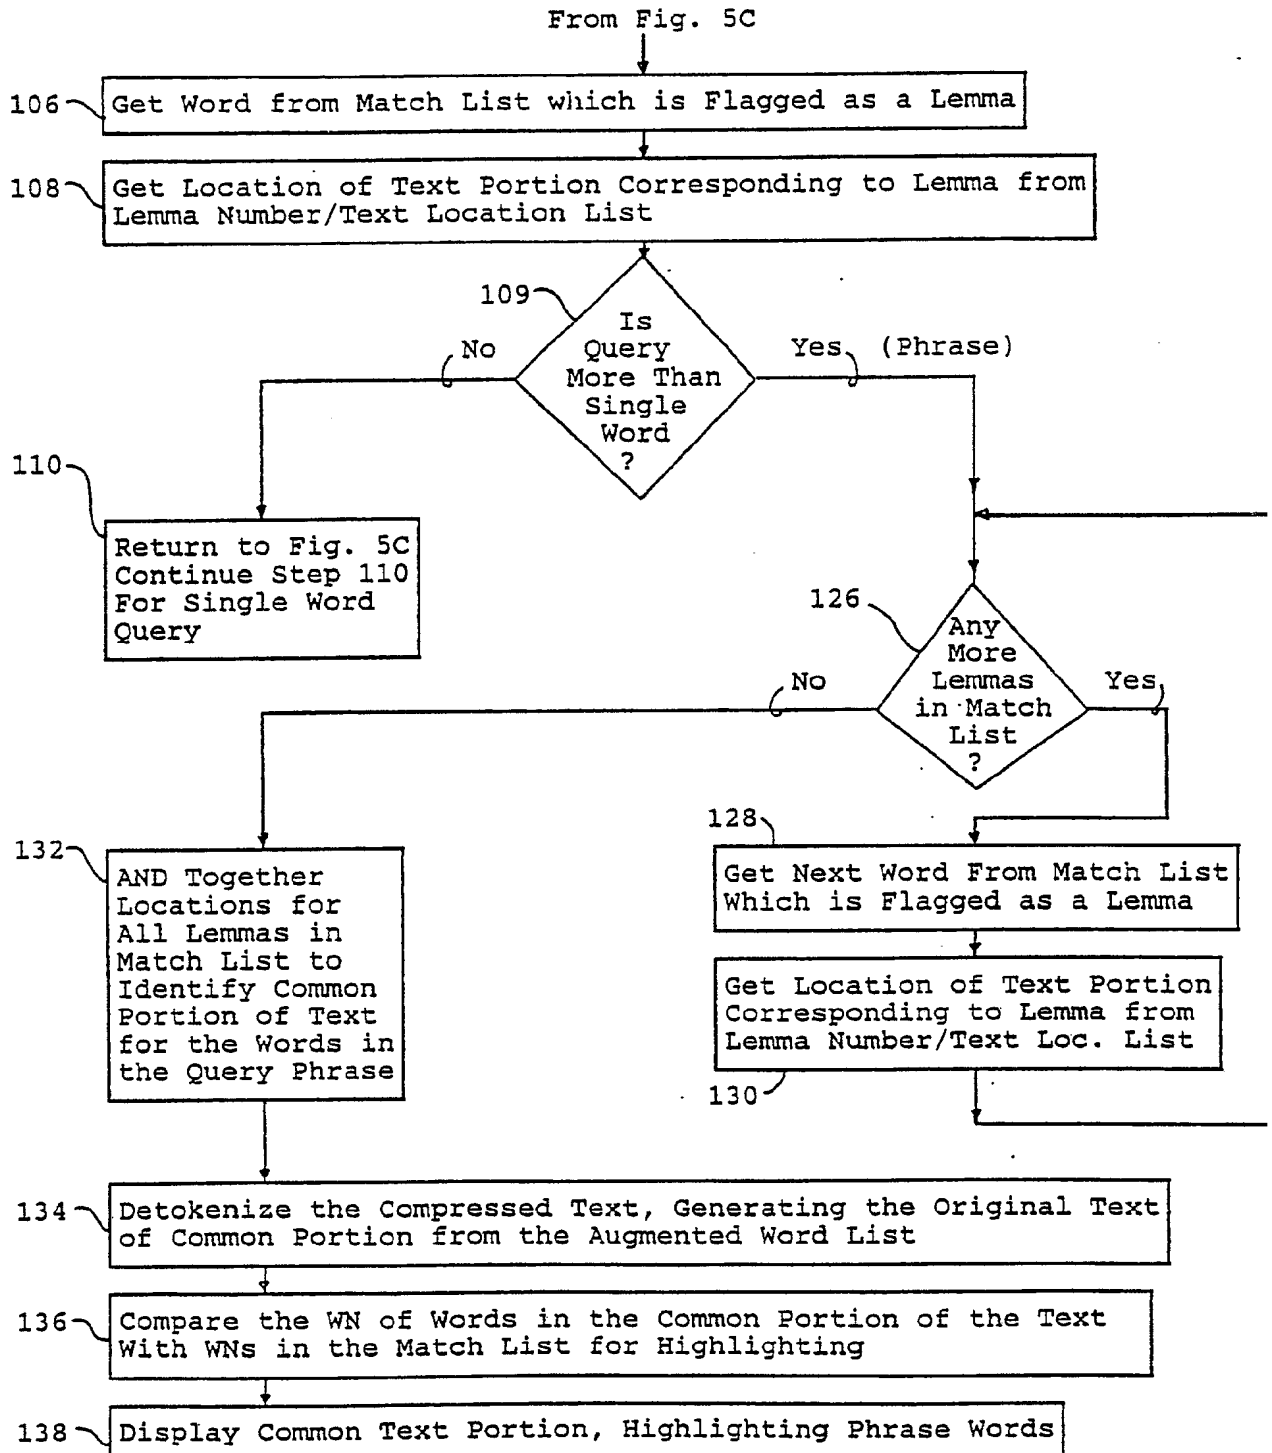 From Fig. 5C
106
Get Word from Match List which is Flagged as a Lemma
108
Get Location of Text Portion Corresponding to Lemma from
Lemma Number/Text Location List
109
Is
Query
More Than
Single
Word
?
No
Yes (Phrase)
110
Return to Fig. 5C
Continue Step 110
For Single Word
Query
126
Any
More
Lemmas
in Match
List
?
No
Yes
128
Get Next Word From Match List
Which is Flagged as a Lemma
Get Location of Text Portion
Corresponding to Lemma from
Lemma Number/Text Loc. List
130
132
AND Together
Locations for
All Lemmas in
Match List to
Identify Common
Portion of Text
for the Words in
the Query Phrase
134
Detokenize the Compressed Text, Generating the Original Text
of Common Portion from the Augmented Word List
136
Compare the WN of Words in the Common Portion of the Text
With WNs in the Match List for Highlighting
138
Display Common Text Portion, Highlighting Phrase Words